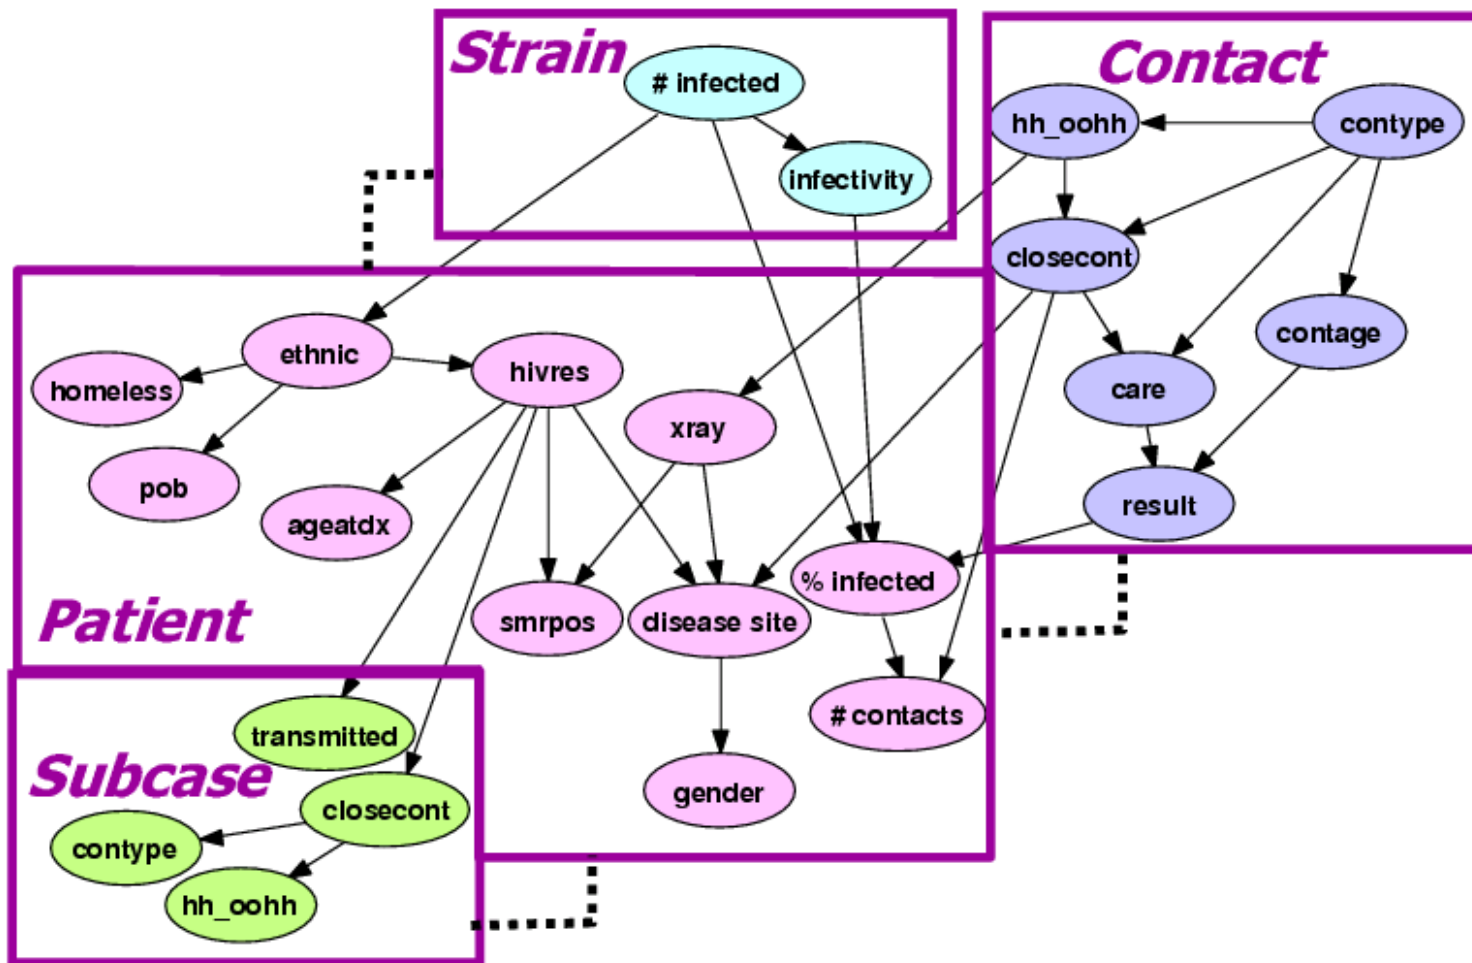 Strain
# infected
infectivity
Contact
hh_oohh
contype
closecont
contage
care
result
ethnic
homeless
hivres
pob
xray
ageatdx
% infected
smrpos
disease site
Patient
# contacts
gender
transmitted
Subcase
closecont
contype
hh_oohh